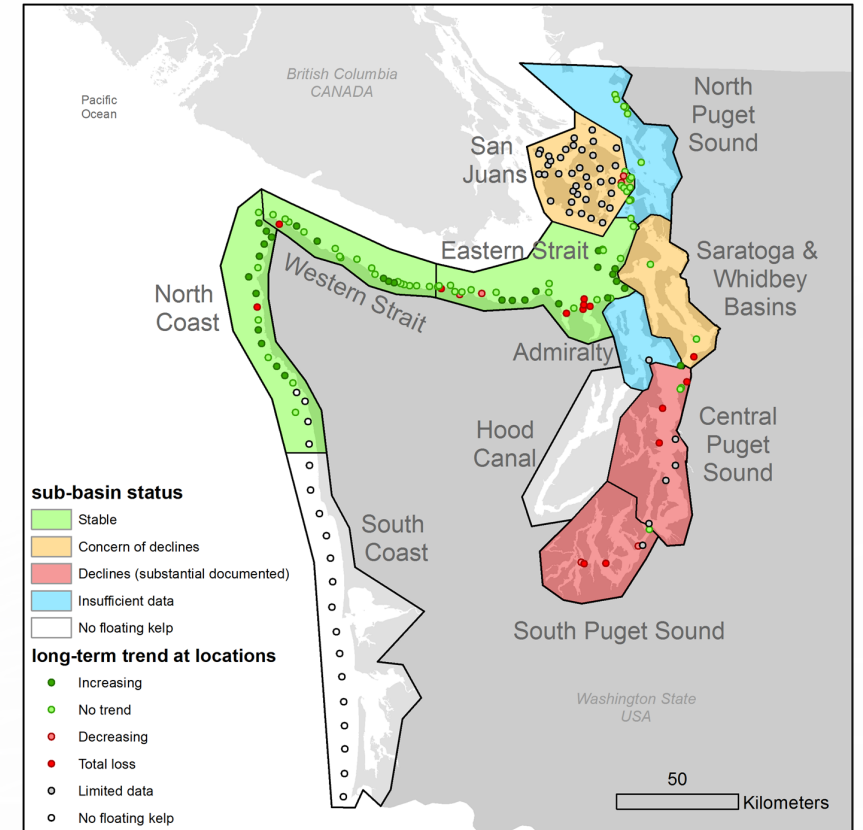 British Columbia
CANADA
Pacific
Ocean
North
Puget
Sound
San
Juans
Eastern Strait
Saratoga &
Whidbey
Basins
Western Strait
North
Coast
Admiralty
Hood
Canal
Central
Puget
Sound
South
Coast
South Puget Sound
Washington State
USA
sub-basin status
Stable
Concern of declines
Declines (substantial documented)
Insufficient data
No floating kelp
long-term trend at locations
Increasing
No trend
Decreasing
Total loss
Limited data
No floating kelp
50
Kilometers